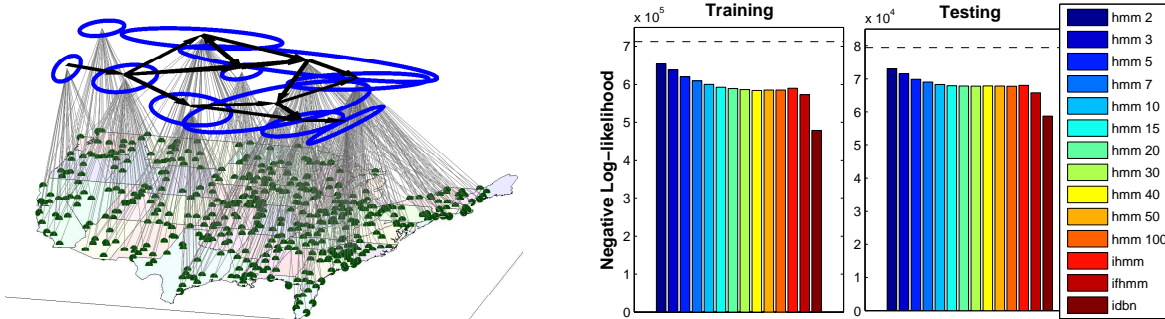 Training
Testing
x 10^5
x 10^4
Negative Log−likelihood
7
6
5
4
3
2
1
0
8
7
6
5
4
3
2
1
0
hmm 2
hmm 3
hmm 5
hmm 7
hmm 10
hmm 15
hmm 20
hmm 30
hmm 40
hmm 50
hmm 100
ihmm
ifhmm
idbn